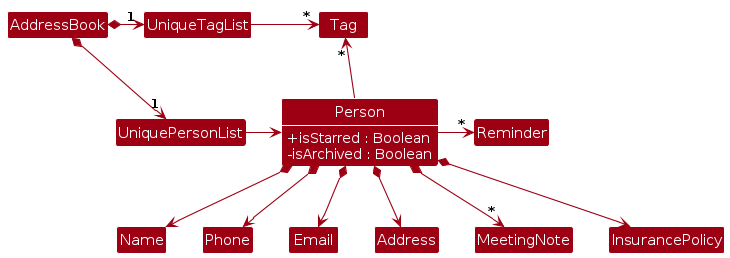 AddressBook
1
UniqueTagList
*
Tag
*
1
UniquePersonList
Person
+isStarred : Boolean
-isArchived : Boolean
*
Reminder
*
Name
Phone
Email
Address
MeetingNote
InsurancePolicy